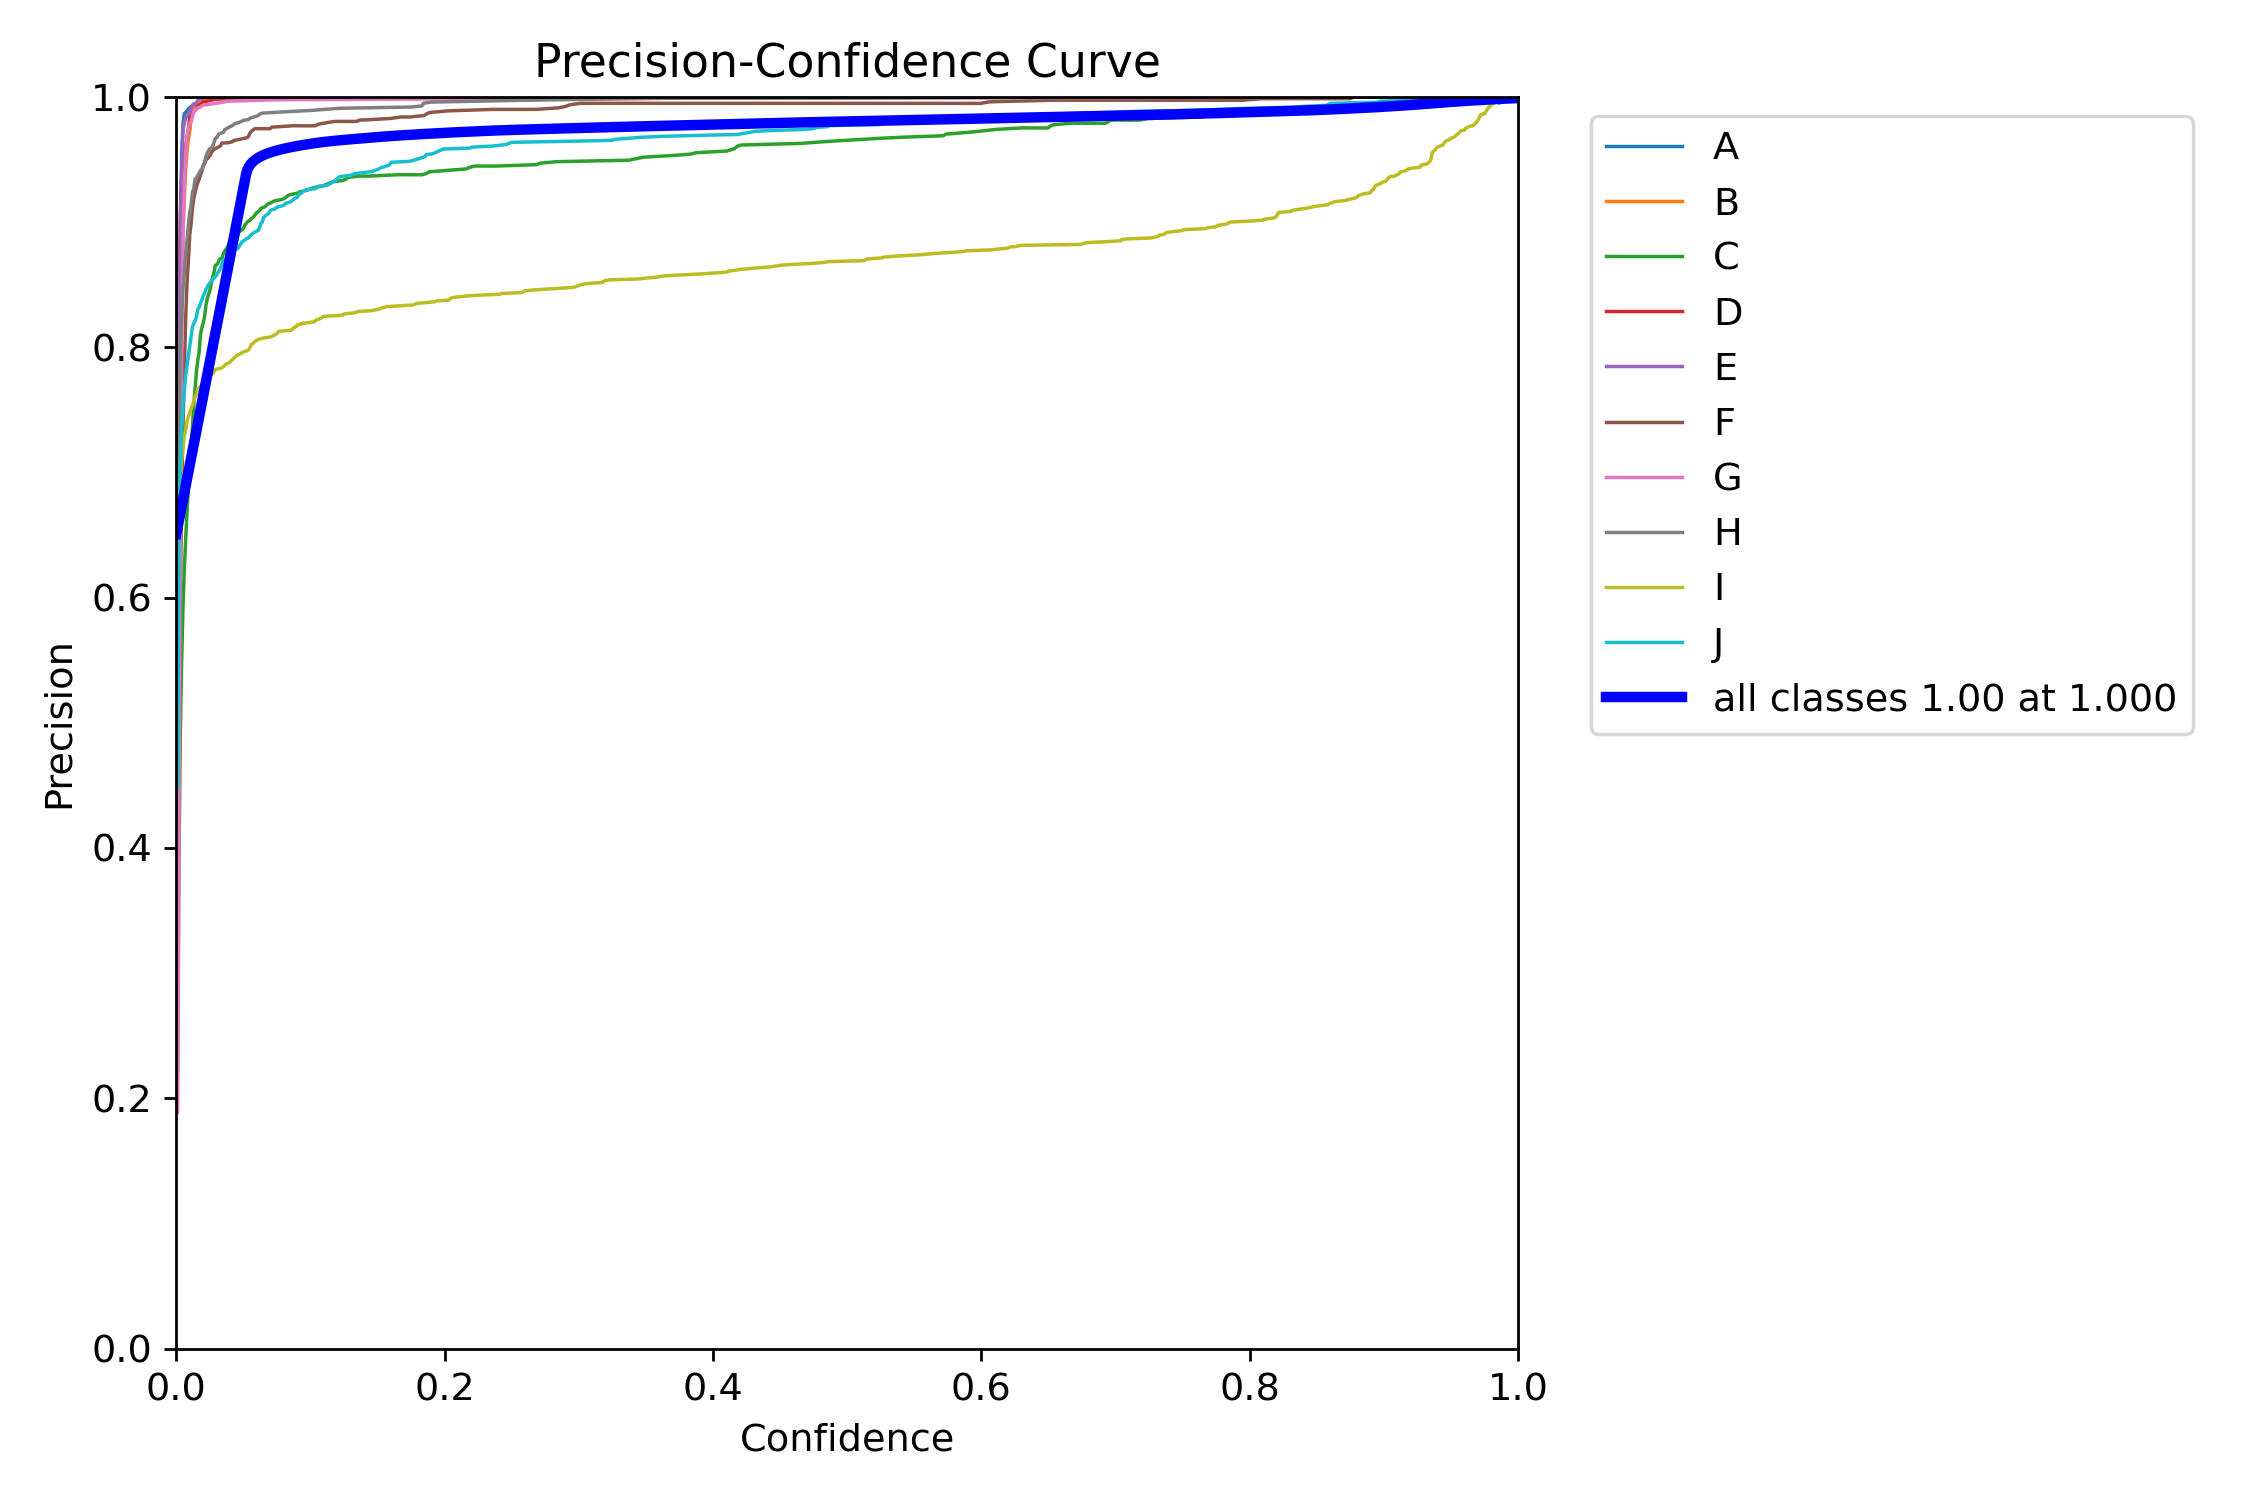 Precision-Confidence Curve
1.0
0.8
0.6
0.4
0.2
0.0
Precision
0.0 0.2 0.4 0.6 0.8 1.0
Confidence
A
B
C
D
E
F
G
H
I
J
all classes 1.00 at 1.000